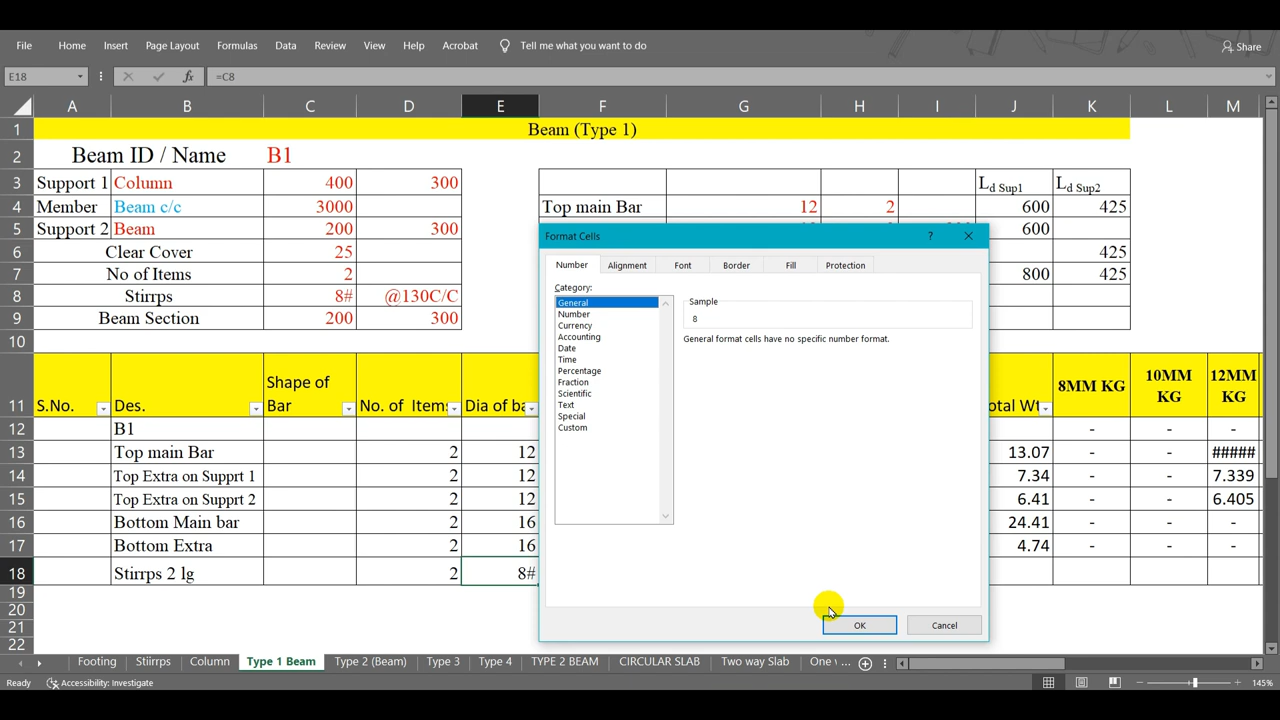 File Home Insert Page Layout Formulas Data Review View Help Acrobat Tell me what you want to do Share
E18 fx =C8
A B C D E F G H I J K L M
1 Beam (Type 1)
2 Beam ID / Name B1
3 Support 1 Column 400 300 Ld Sup1 Ld Sup2
4 Member Beam c/c 3000 Top main Bar 12 2 600 425
5 Support 2 Beam 200 300 600
6 Clear Cover 25 425
7 No of Items 2 800 425
8 Stirrps 8# @130C/C
9 Beam Section 200 300
10
11 S.No. Des. Shape of Bar No. of Items Dia of ba otal Wt 8MM KG 10MM KG 12MM KG
12 B1 - - -
13 Top main Bar 2 12 13.07 - - #####
14 Top Extra on Supprt 1 2 12 7.34 - - 7.339
15 Top Extra on Supprt 2 2 12 6.41 - - 6.405
16 Bottom Main bar 2 16 24.41 - - -
17 Bottom Extra 2 16 4.74 - - -
18 Stirrps 2 lg 2 8#
19
20
21
22
Format Cells ?
Number Alignment Font Border Fill Protection
Category:
General
Number
Currency
Accounting
Date
Time
Percentage
Fraction
Scientific
Text
Special
Custom
Sample
8
General format cells have no specific number format.
OK Cancel
Footing Stiirps Column Type 1 Beam Type 2 (Beam) Type 3 Type 4 TYPE 2 BEAM CIRCULAR SLAB Two way Slab One ...
Ready Accessibility: Investigate 145%